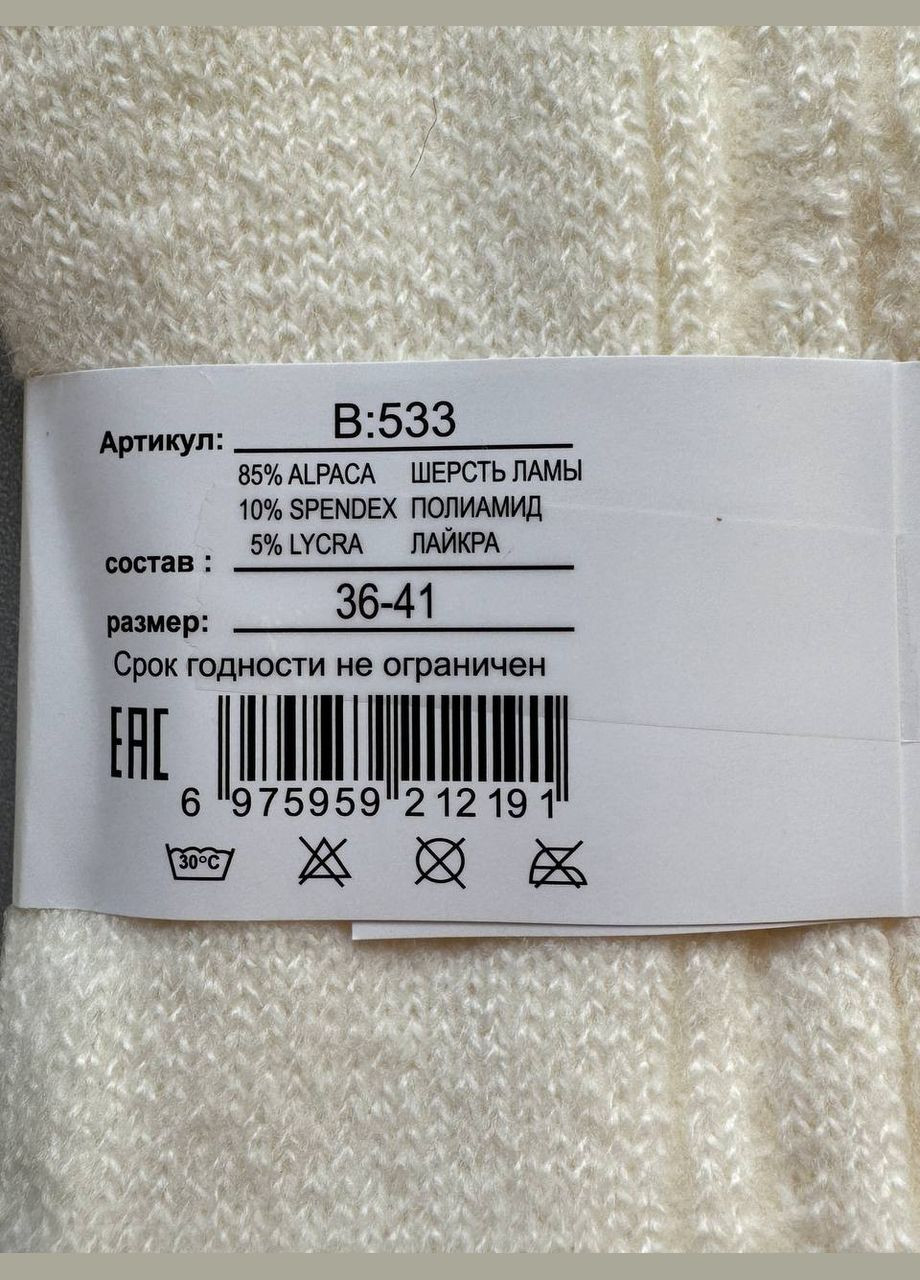 Артикул: B:533
85% ALPACA ШЕРСТЬ ЛАМЫ
10% SPENDEX ПОЛИАМИД
5% LYCRA ЛАЙКРА
состав :
размер: 36-41
Срок годности не ограничен
EAC
6 975959 212191
30°C